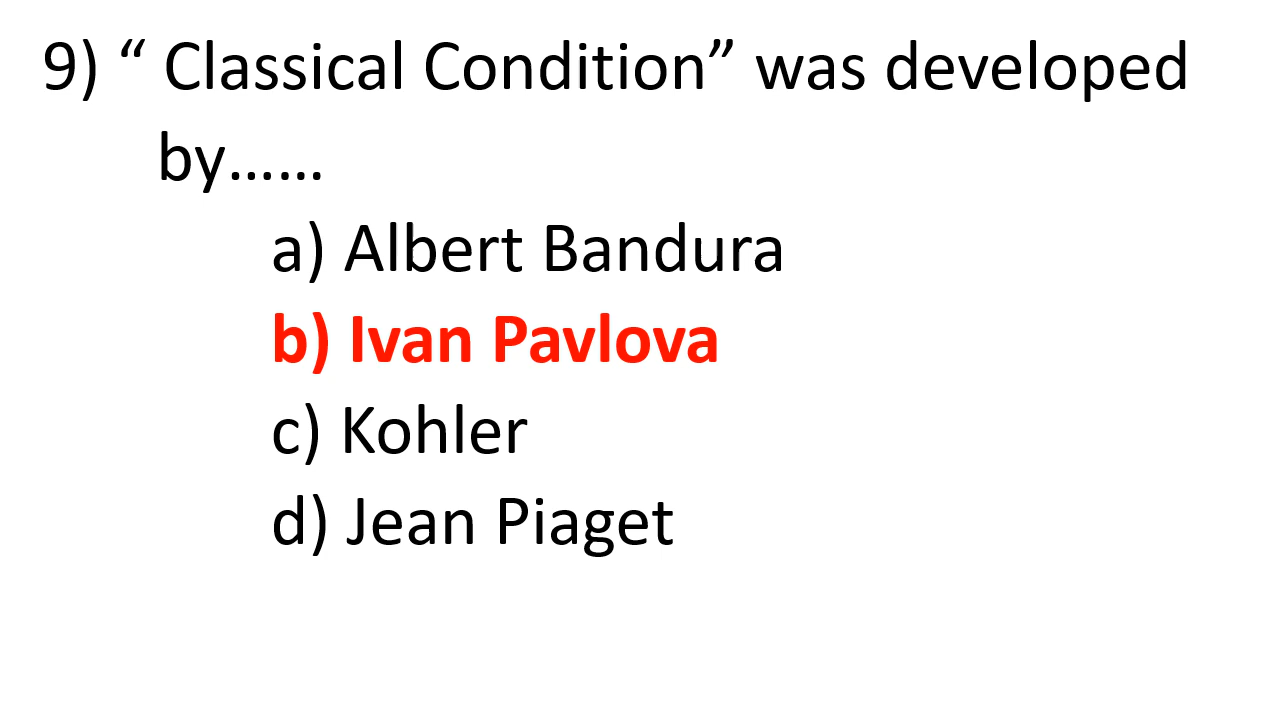 9) “ Classical Condition” was developed
by……
a) Albert Bandura
b) Ivan Pavlova
c) Kohler
d) Jean Piaget